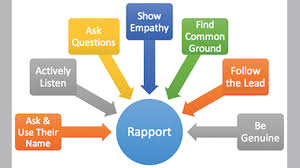 Show
Empathy
Ask
Questions
Find
Common
Ground
Actively
Listen
Follow
the Lead
Ask &
Use Their
Name
Rapport
Be
Genuine